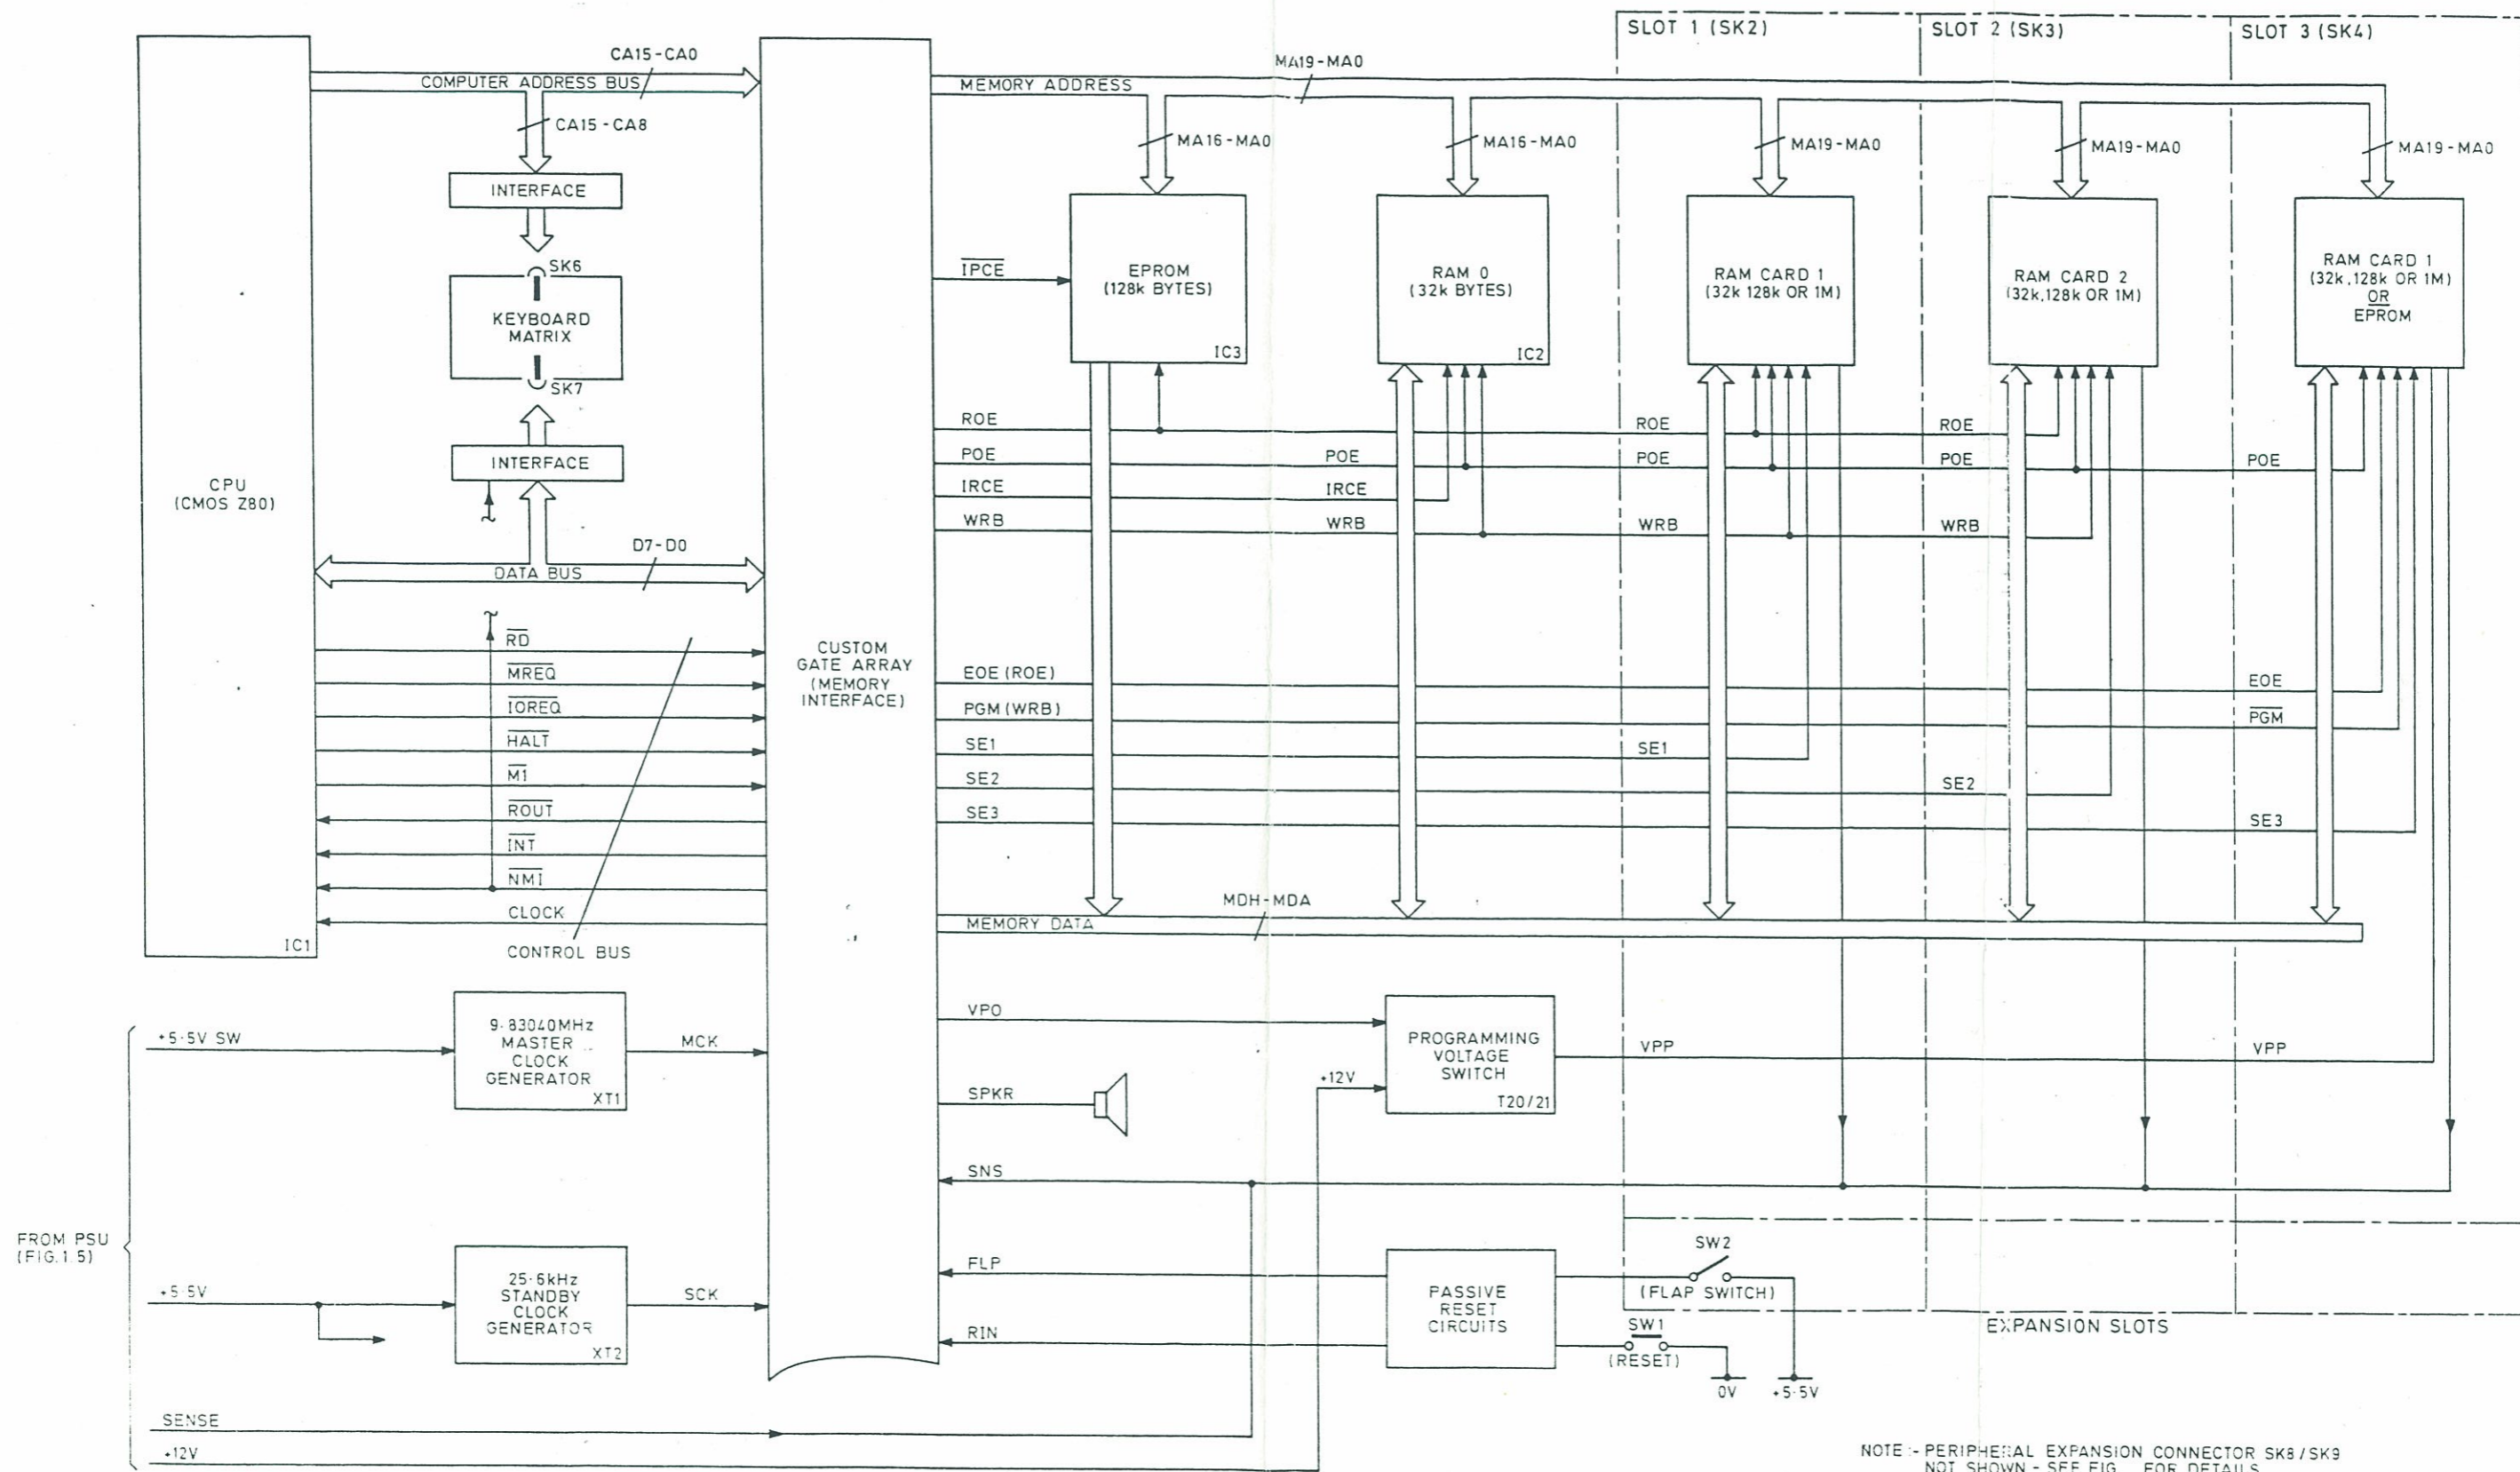 SLOT 1 (SK2)
SLOT 2 (SK3)
SLOT 3 (SK4)
CA15-CA0
COMPUTER ADDRESS BUS
CA15-CA8
INTERFACE
SK6
KEYBOARD
MATRIX
SK7
INTERFACE
D7-D0
DATA BUS
CPU
(CMOS Z80)
IC1
RD
MREQ
IOREQ
HALT
M1
ROUT
INT
NMI
CLOCK
CONTROL BUS
CUSTOM
GATE ARRAY
(MEMORY
INTERFACE)
MEMORY ADDRESS
MA19-MA0
MA16-MA0
MA16-MA0
MA19-MA0
MA19-MA0
MA19-MA0
IPCE
EPROM
(128k BYTES)
IC3
RAM 0
(32k BYTES)
IC2
RAM CARD 1
(32k 128k OR 1M)
RAM CARD 2
(32k,128k OR 1M)
RAM CARD 1
(32k,128k OR 1M)
OR
EPROM
ROE
ROE
ROE
POE
POE
POE
POE
POE
IRCE
IRCE
WRB
WRB
WRB
WRB
EOE (ROE)
EOE
PGM (WRB)
PGM
SE1
SE1
SE2
SE2
SE3
SE3
MDH-MDA
MEMORY DATA
+5·5V SW
9·83040MHz
MASTER
CLOCK
GENERATOR
XT1
MCK
VPO
PROGRAMMING
VOLTAGE
SWITCH
T20/21
+12V
VPP
VPP
SPKR
SNS
FROM PSU
(FIG.1.5)
+5·5V
25·6kHz
STANDBY
CLOCK
GENERATOR
XT2
SCK
FLP
RIN
PASSIVE
RESET
CIRCUITS
SW2
(FLAP SWITCH)
SW1
(RESET)
0V
+5·5V
EXPANSION SLOTS
SENSE
+12V
NOTE:- PERIPHERAL EXPANSION CONNECTOR SK8/SK9
NOT SHOWN - SEE FIG. FOR DETAILS